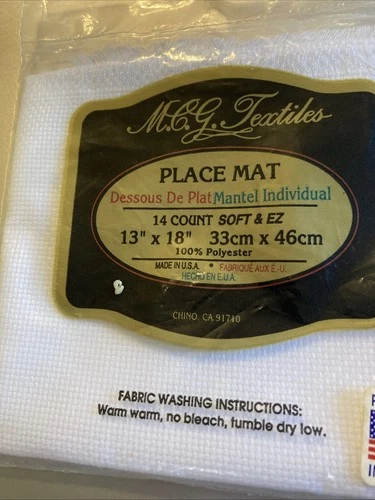 M.C.G. Textiles
PLACE MAT
Dessous De Plat Mantel Individual
14 COUNT SOFT & EZ
13" x 18" 33cm x 46cm
100% Polyester
MADE IN U.S.A. * FABRIQUÉ AUX É.-U.
HECHO EN E.U.A.
CHINO, CA 91710
FABRIC WASHING INSTRUCTIONS:
Warm warm, no bleach, tumble dry low.